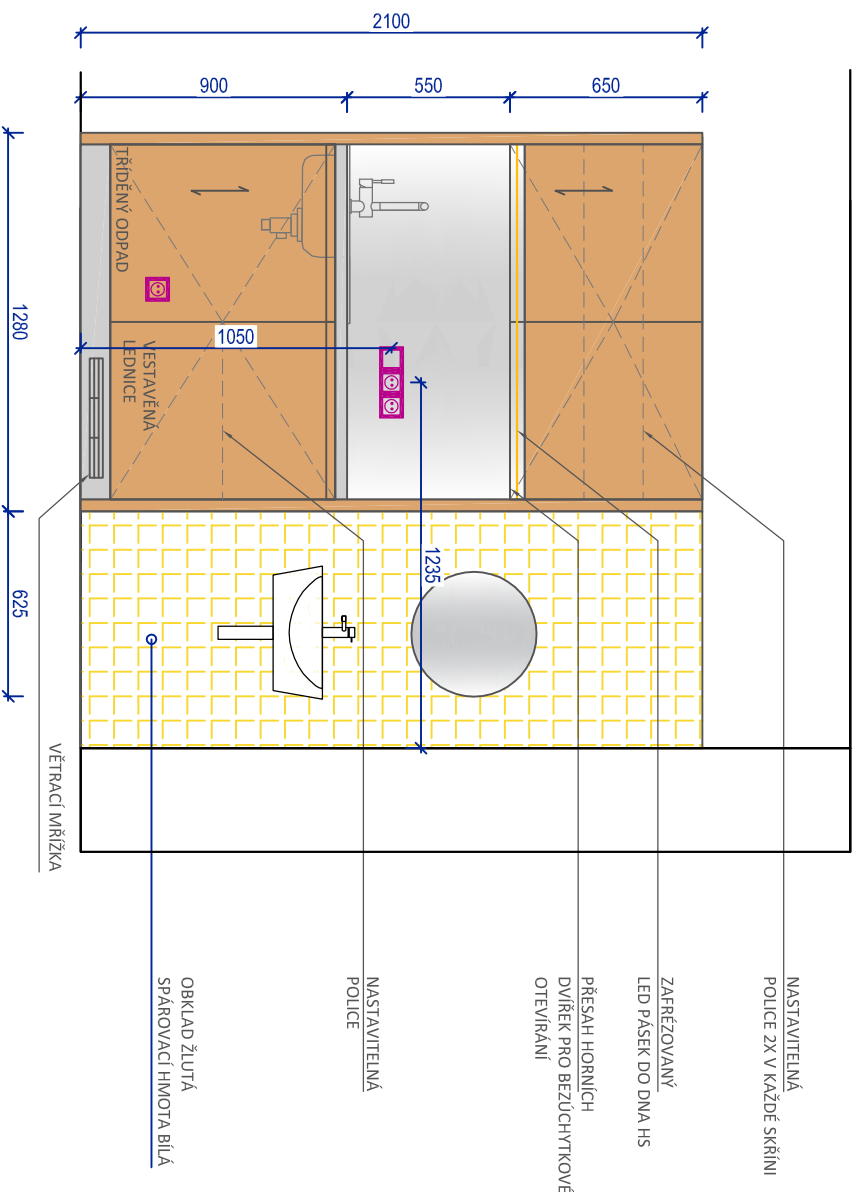 2100
900
550
650
1280
625
1050
1235
TŘÍDĚNÝ ODPAD
VESTAVĚNÁ
LEDNICE
NASTAVITELNÁ
POLICE 2X V KAŽDÉ SKŘÍNI
ZAFRÉZOVANÝ
LED PÁSEK DO DNA HS
PŘESAH HORNÍCH
DVÍŘEK PRO BEZÚCHYTKOVÉ
OTEVÍRÁNÍ
NASTAVITELNÁ
POLICE
OBKLAD ŽLUTÁ
SPÁROVACÍ HMOTA BÍLÁ
VĚTRACÍ MŘÍŽKA